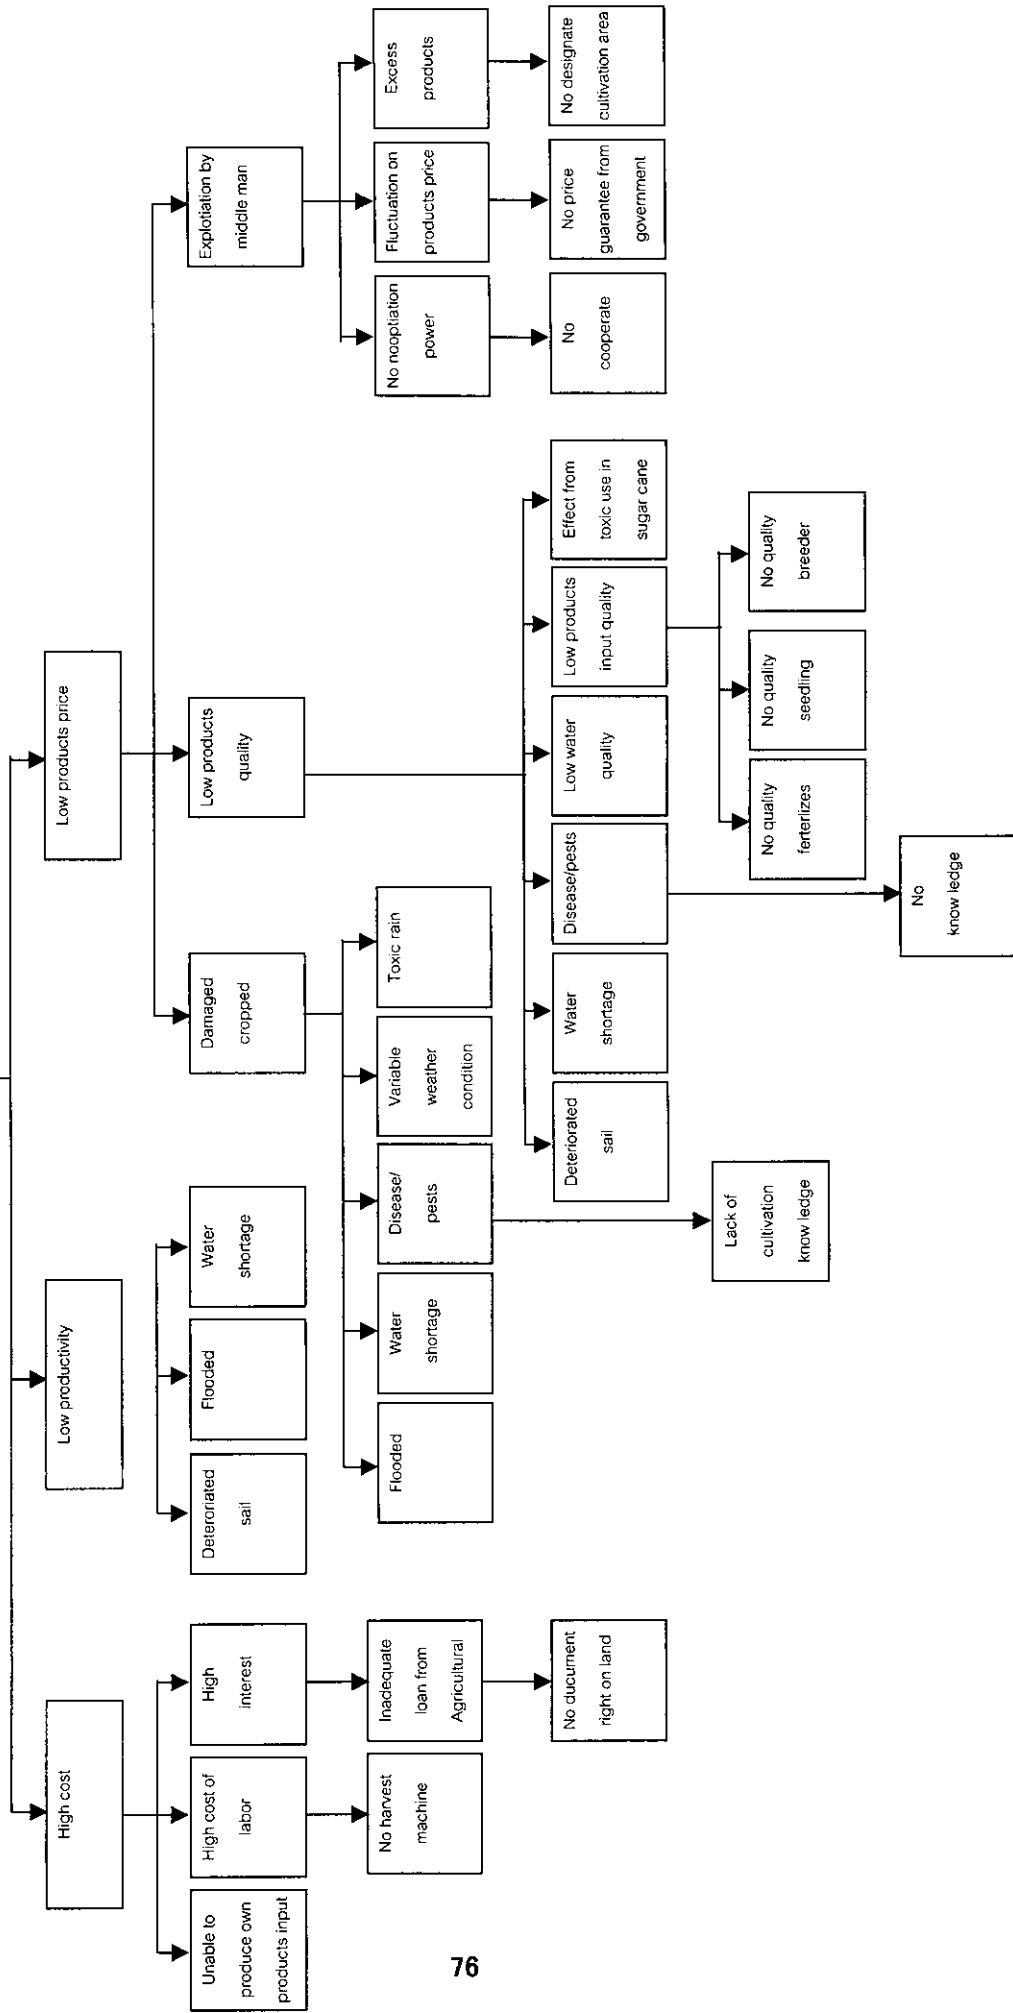 High cost
Low productivity
Low products price
Unable to
produce own
products input
High cost of
labor
High
interest
Deteroriated
sail
Flooded
Water
shortage
Damaged
cropped
Low products
quality
Explotiation by
middle man
No harvest
machine
Inadequate
loan from
Agricultural
Flooded
Water
shortage
Disease/
pests
Variable
weather
condition
Toxic rain
No nooptiation
power
Fluctuation on
products price
Excess
products
No ducument
right on land
Deteriorated
sail
Water
shortage
Disease/pests
Low water
quality
Low products
input quality
Effect from
toxic use in
sugar cane
No
cooperate
No price
guarantee from
government
No designate
cultivation area
Lack of
cultivation
know ledge
No quality
ferterlizes
No quality
seedling
No quality
breeder
No
know ledge
76